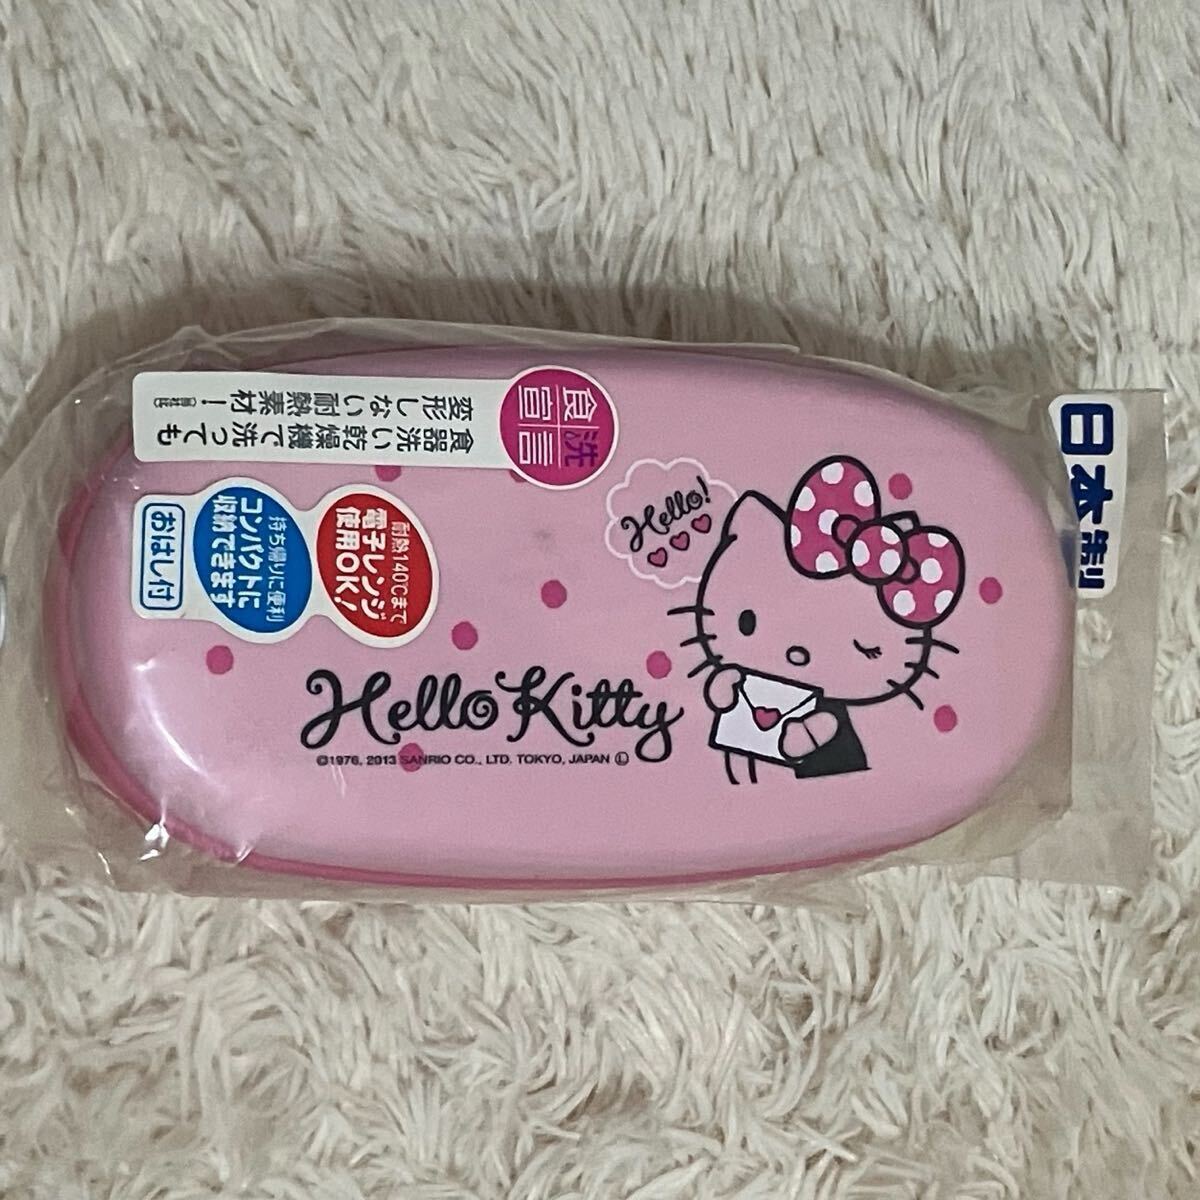 食洗宣言
食器洗い乾燥機で洗っても
変形しない耐熱素材!
耐熱140℃まで
電子レンジ
使用OK!
持ち帰りに便利
コンパクトに
収納できます
おはし付
Hello!
Hello Kitty
©1976, 2013 SANRIO CO., LTD. TOKYO, JAPAN Ⓛ
日本製